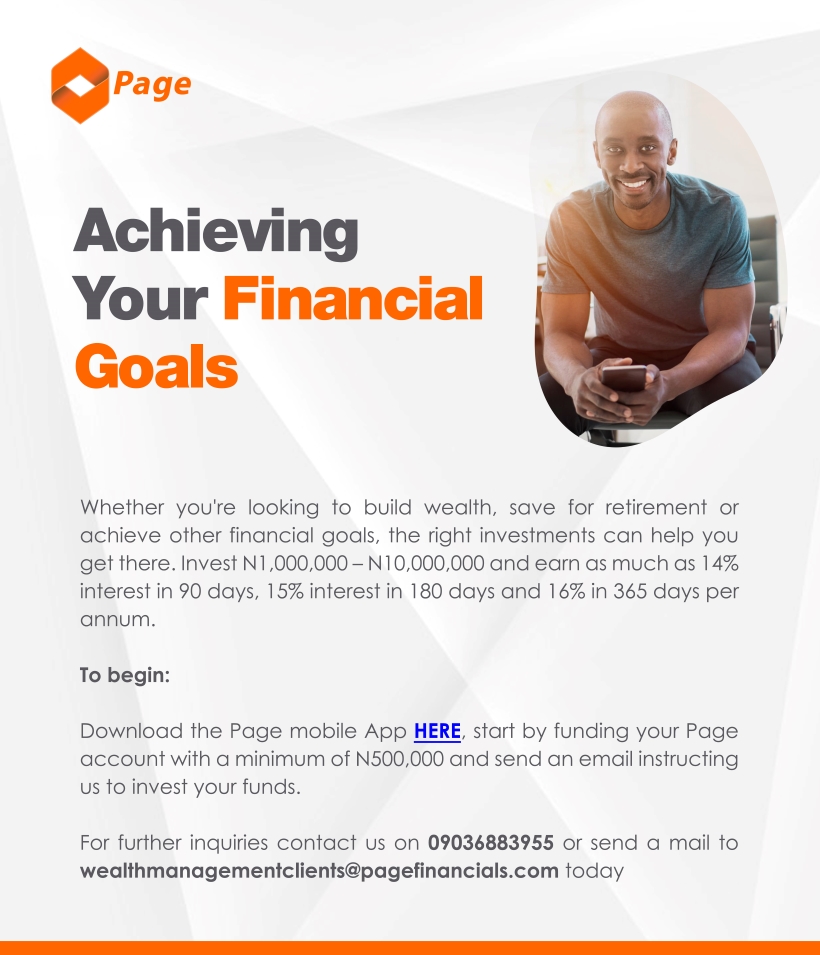 Page
Achieving
Your Financial
Goals
Whether you're looking to build wealth, save for retirement or
achieve other financial goals, the right investments can help you
get there. Invest N1,000,000 – N10,000,000 and earn as much as 14%
interest in 90 days, 15% interest in 180 days and 16% in 365 days per
annum.
To begin:
Download the Page mobile App HERE, start by funding your Page
account with a minimum of N500,000 and send an email instructing
us to invest your funds.
For further inquiries contact us on 09036883955 or send a mail to
wealthmanagementclients@pagefinancials.com today